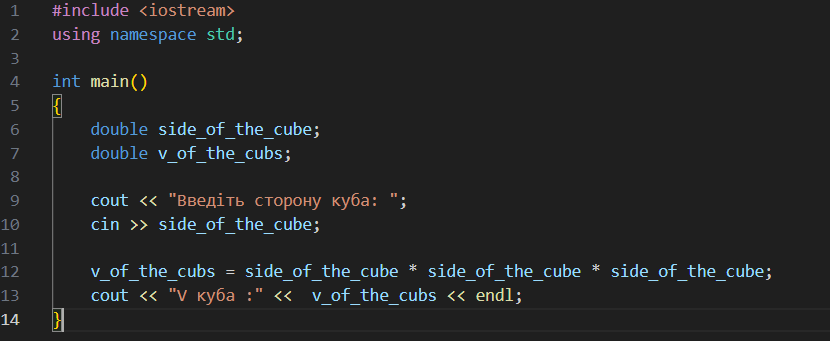 1 #include <iostream>
2 using namespace std;
3
4 int main()
5 {
6     double side_of_the_cube;
7     double v_of_the_cubs;
8
9     cout << "Введіть сторону куба: ";
10     cin >> side_of_the_cube;
11
12     v_of_the_cubs = side_of_the_cube * side_of_the_cube * side_of_the_cube;
13     cout << "V куба :" <<  v_of_the_cubs << endl;
14 }